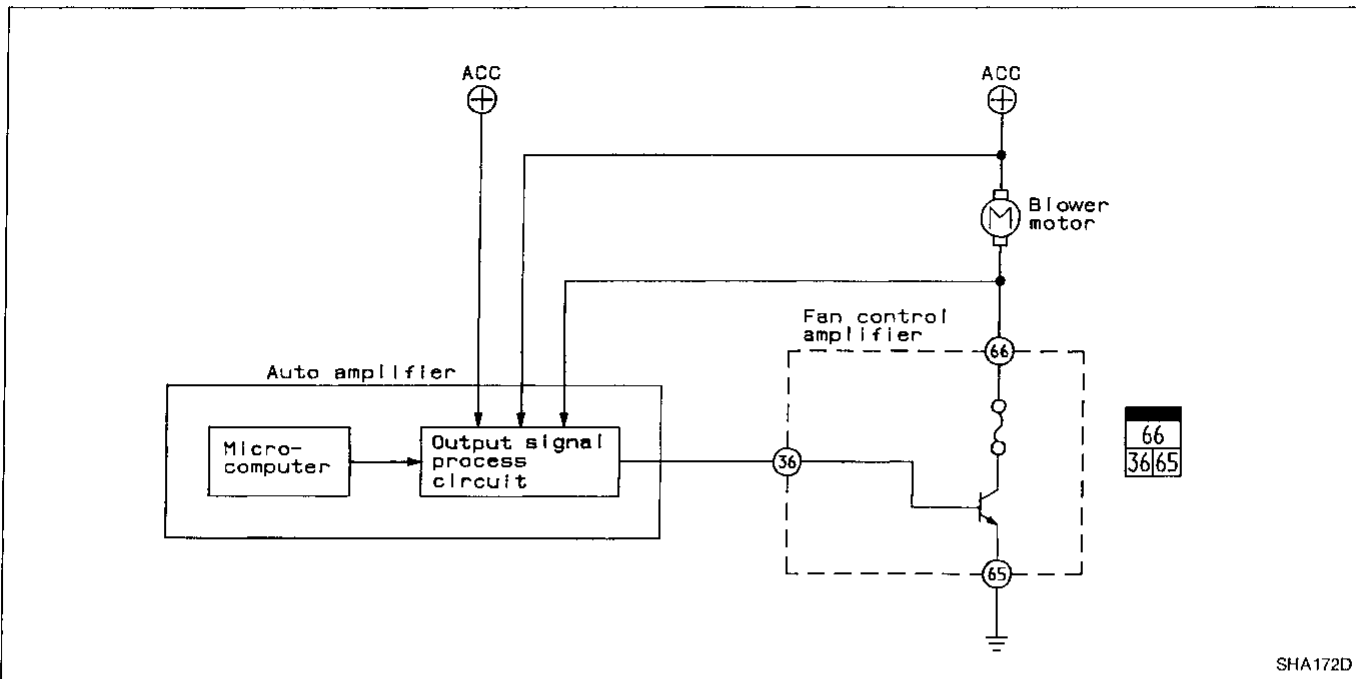 ACC
ACC
Blower
motor
Fan control
amplifier
66
Auto amplifier
Micro-
computer
Output signal
process
circuit
36
66
36 65
65
SHA172D